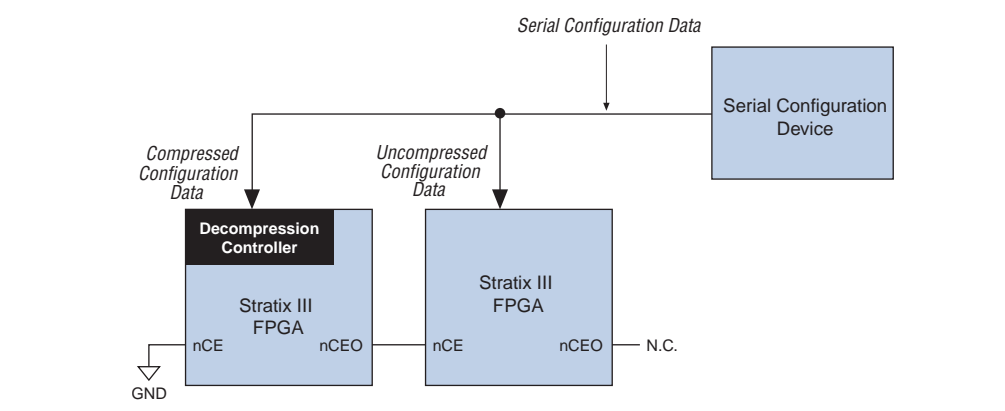 Serial Configuration Data
Serial Configuration
Device
Compressed
Configuration
Data
Uncompressed
Configuration
Data
Decompression
Controller
Stratix III
FPGA
Stratix III
FPGA
nCE
nCEO
nCE
nCEO
N.C.
GND